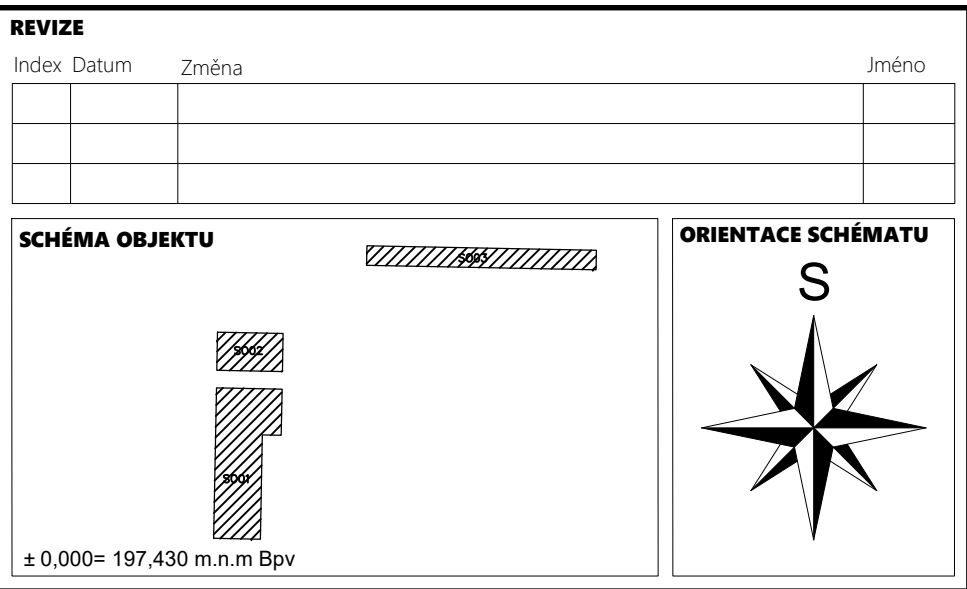 REVIZE
Index Datum Změna Jméno
SCHÉMA OBJEKTU
SO03
SO02
SO01
± 0,000= 197,430 m.n.m Bpv
ORIENTACE SCHÉMATU
S